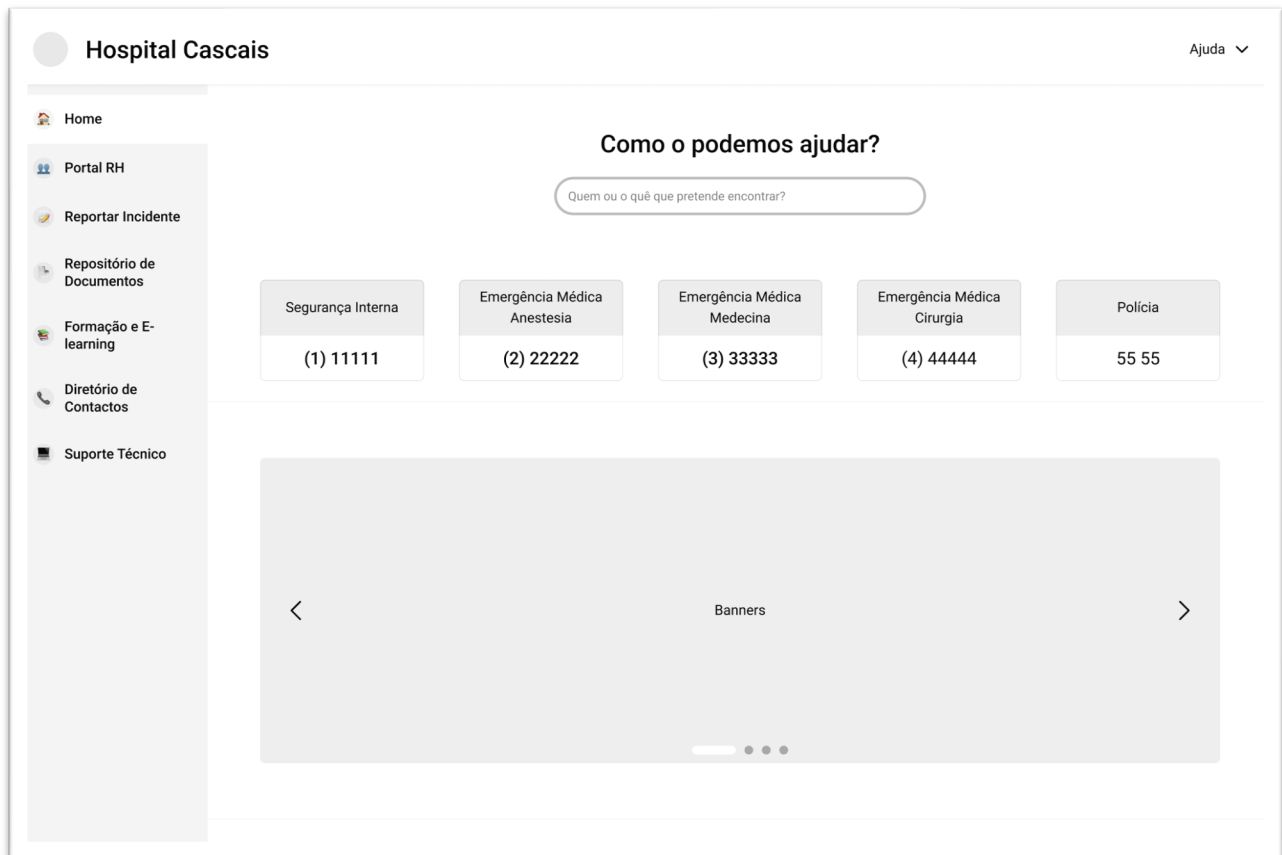 Hospital Cascais
Ajuda
Home
Portal RH
Reportar Incidente
Repositório de
Documentos
Formação e E-
learning
Diretório de
Contactos
Suporte Técnico
Como o podemos ajudar?
Quem ou o quê que pretende encontrar?
Segurança Interna
(1) 11111
Emergência Médica
Anestesia
(2) 22222
Emergência Médica
Medecina
(3) 33333
Emergência Médica
Cirurgia
(4) 44444
Polícia
55 55
Banners